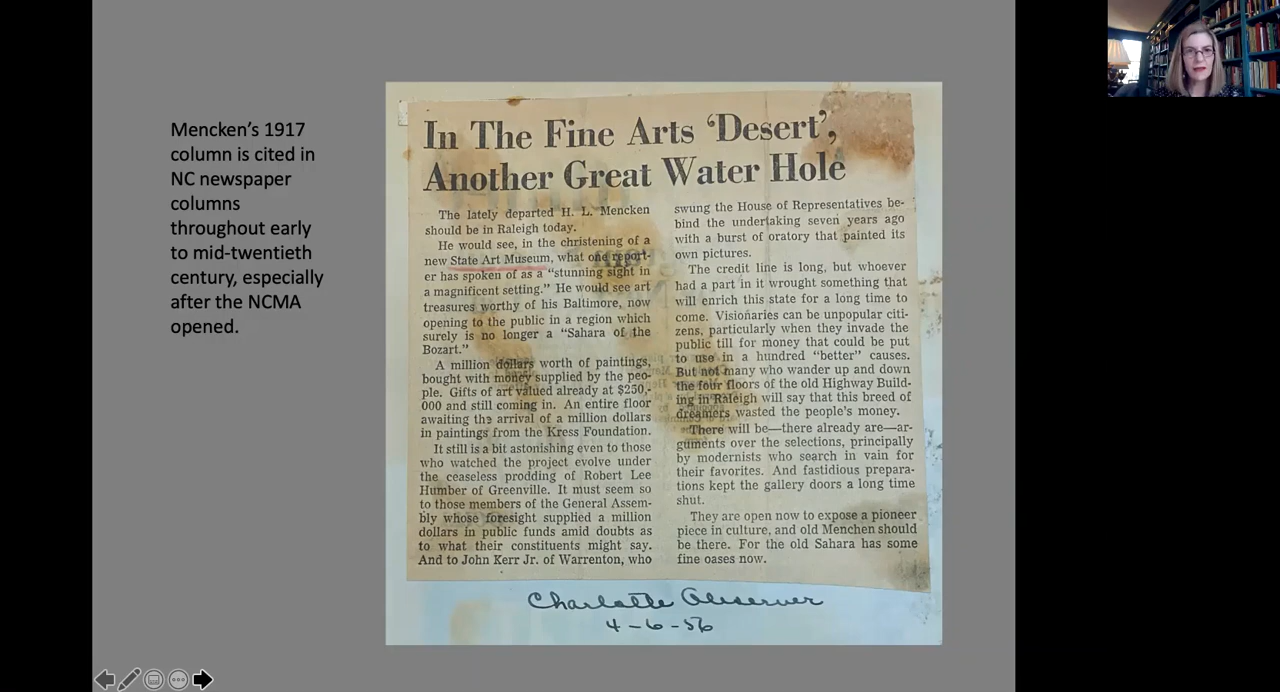 Mencken's 1917
column is cited in
NC newspaper
columns
throughout early
to mid-twentieth
century, especially
after the NCMA
opened.
In The Fine Arts 'Desert',
Another Great Water Hole
The lately departed H. L. Mencken
should be in Raleigh today.
He would see, in the christening of a
new State Art Museum, what one report-
er has spoken of as a "stunning sight in
a magnificent setting." He would see art
treasures worthy of his Baltimore, now
opening to the public in a region which
surely is no longer a "Sahara of the
Bozart."
A million dollars worth of paintings,
bought with money supplied by the peo-
ple. Gifts of art valued already at $250,-
000 and still coming in. An entire floor
awaiting the arrival of a million dollars
in paintings from the Kress Foundation.
It still is a bit astonishing even to those
who watched the project evolve under
the ceaseless prodding of Robert Lee
Humber of Greenville. It must seem so
to those members of the General Assem-
bly whose foresight supplied a million
dollars in public funds amid doubts as
to what their constituents might say.
And to John Kerr Jr. of Warrenton, who
swung the House of Representatives be-
hind the undertaking seven years ago
with a burst of oratory that painted its
own pictures.
The credit line is long, but whoever
had a part in it wrought something that
will enrich this state for a long time to
come. Visionaries can be unpopular citi-
zens, particularly when they invade the
public till for money that could be put
to use in a hundred "better" causes.
But not many who wander up and down
the four floors of the old Highway Build-
ing in Raleigh will say that this breed of
dreamers wasted the people's money.
There will be—there already are—ar-
guments over the selections, principally
by modernists who search in vain for
their favorites. And fastidious prepara-
tions kept the gallery doors a long time
shut.
They are open now to expose a pioneer
piece in culture, and old Menchen should
be there. For the old Sahara has some
fine oases now.
Charlotte Observer
4-6-56